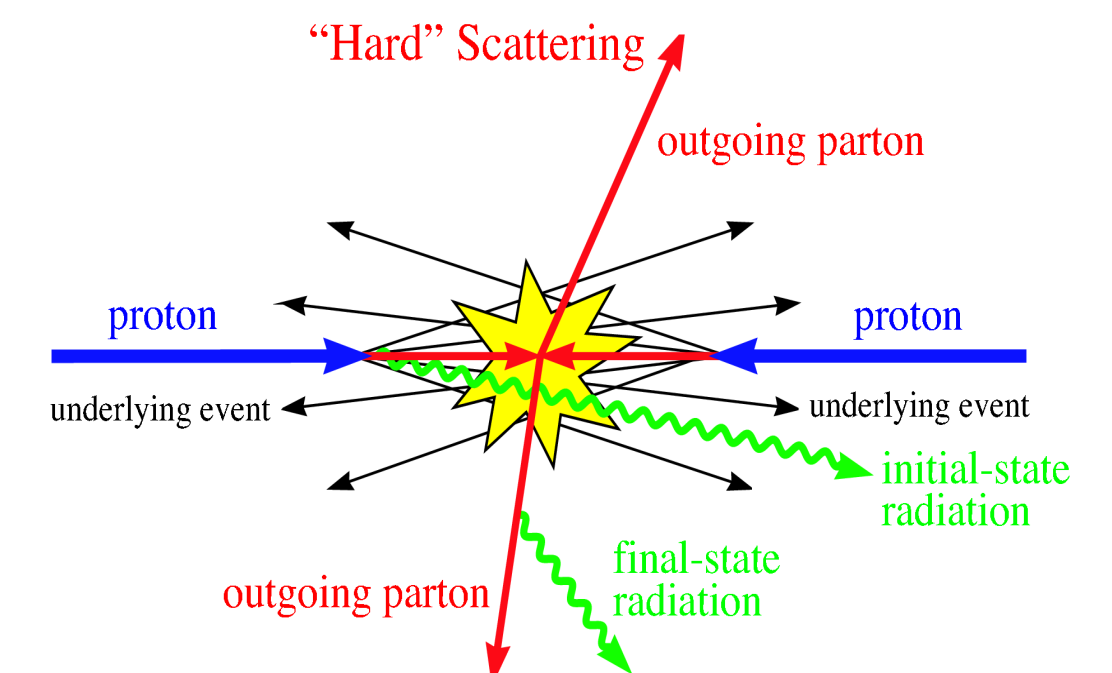 “Hard” Scattering
outgoing parton
proton
proton
underlying event
underlying event
initial-state
radiation
final-state
radiation
outgoing parton